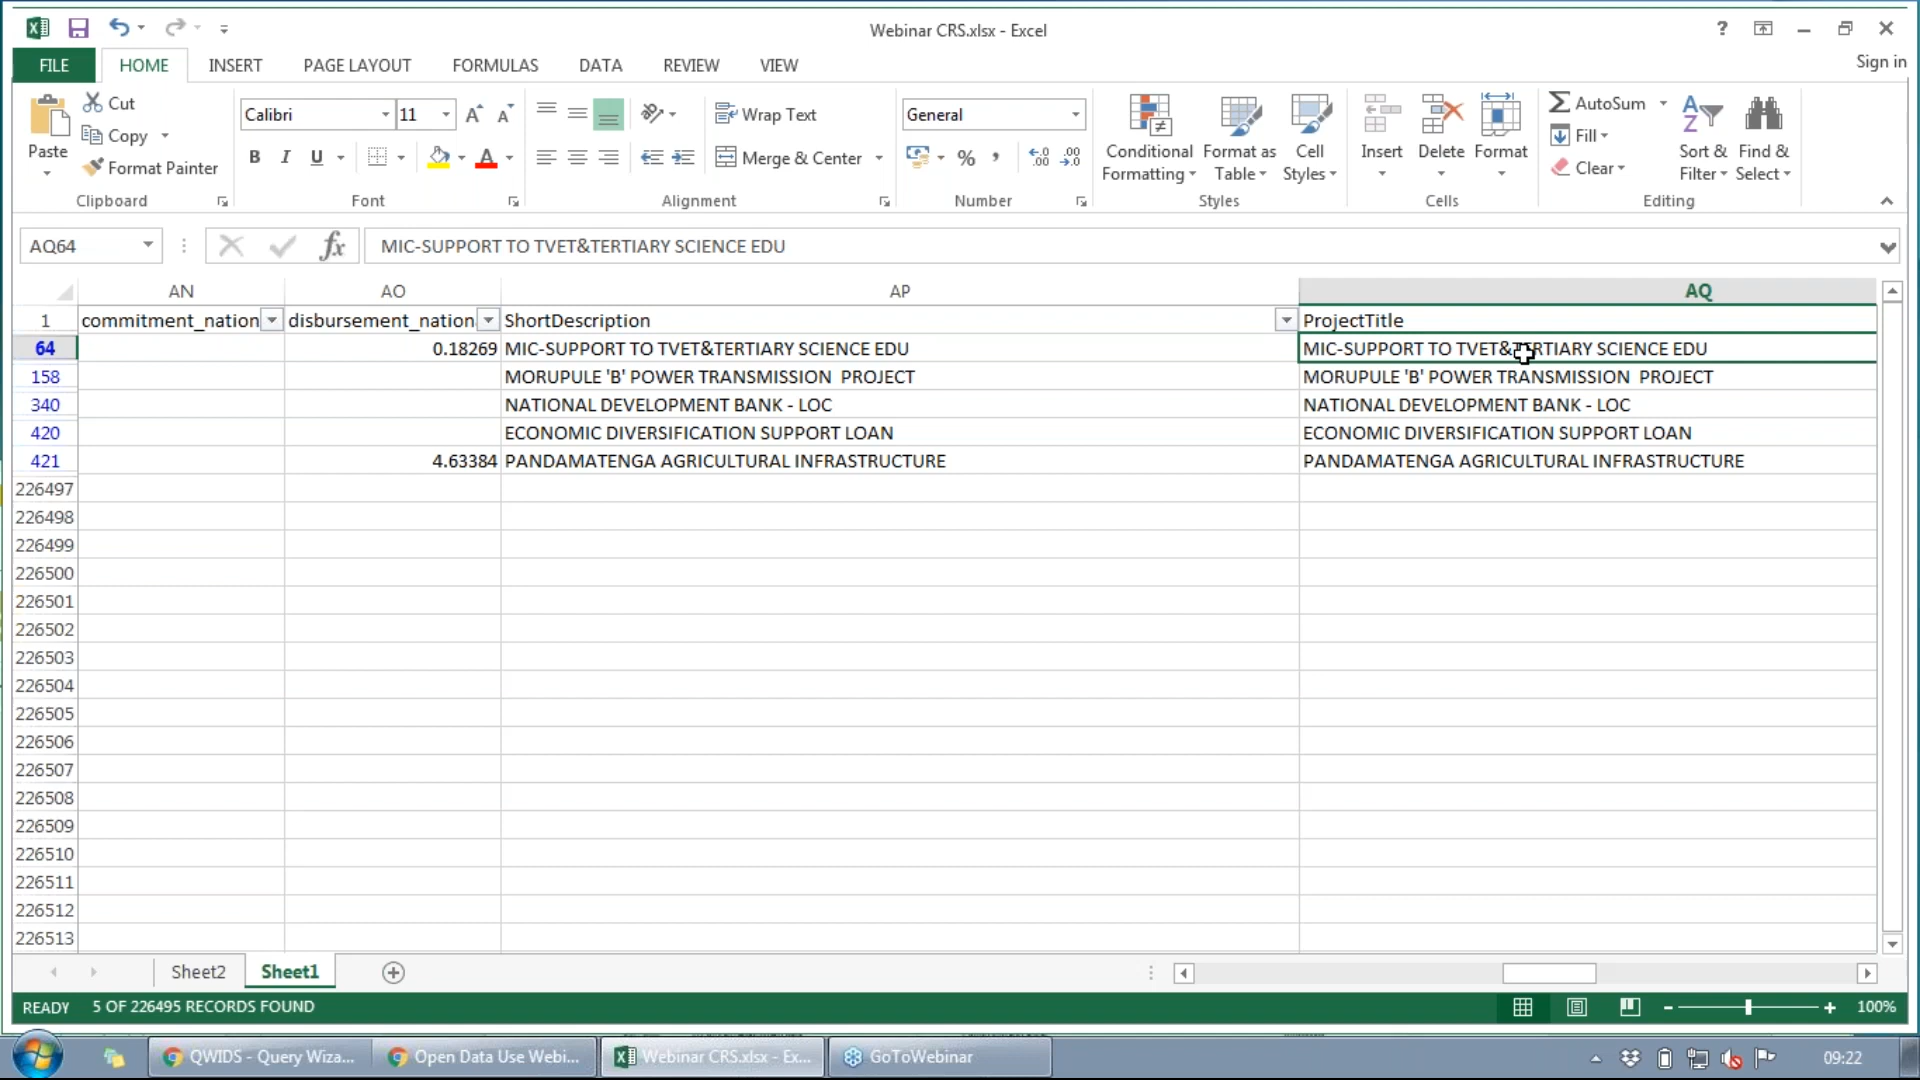 Webinar CRS.xlsx - Excel
?
Sign in
FILE HOME INSERT PAGE LAYOUT FORMULAS DATA REVIEW VIEW
Paste
Cut
Copy
Format Painter
Clipboard
Calibri 11
B I U
Font
Wrap Text
Merge & Center
Alignment
General
%
Number
Conditional Formatting
Format as Table
Cell Styles
Styles
Insert
Delete
Format
Cells
AutoSum
Fill
Clear
Sort & Filter
Find & Select
Editing
AQ64 fx MIC-SUPPORT TO TVET&TERTIARY SCIENCE EDU
AN AO AP AQ
1 commitment_nation disbursement_nation ShortDescription ProjectTitle
64 0.18269 MIC-SUPPORT TO TVET&TERTIARY SCIENCE EDU MIC-SUPPORT TO TVET&TERTIARY SCIENCE EDU
158 MORUPULE 'B' POWER TRANSMISSION PROJECT MORUPULE 'B' POWER TRANSMISSION PROJECT
340 NATIONAL DEVELOPMENT BANK - LOC NATIONAL DEVELOPMENT BANK - LOC
420 ECONOMIC DIVERSIFICATION SUPPORT LOAN ECONOMIC DIVERSIFICATION SUPPORT LOAN
421 4.63384 PANDAMATENGA AGRICULTURAL INFRASTRUCTURE PANDAMATENGA AGRICULTURAL INFRASTRUCTURE
226497
226498
226499
226500
226501
226502
226503
226504
226505
226506
226507
226508
226509
226510
226511
226512
226513
Sheet2 Sheet1
READY 5 OF 226495 RECORDS FOUND 100%
QWIDS - Query Wiza... Open Data Use Webi... Webinar CRS.xlsx - Ex... GoToWebinar 09:22